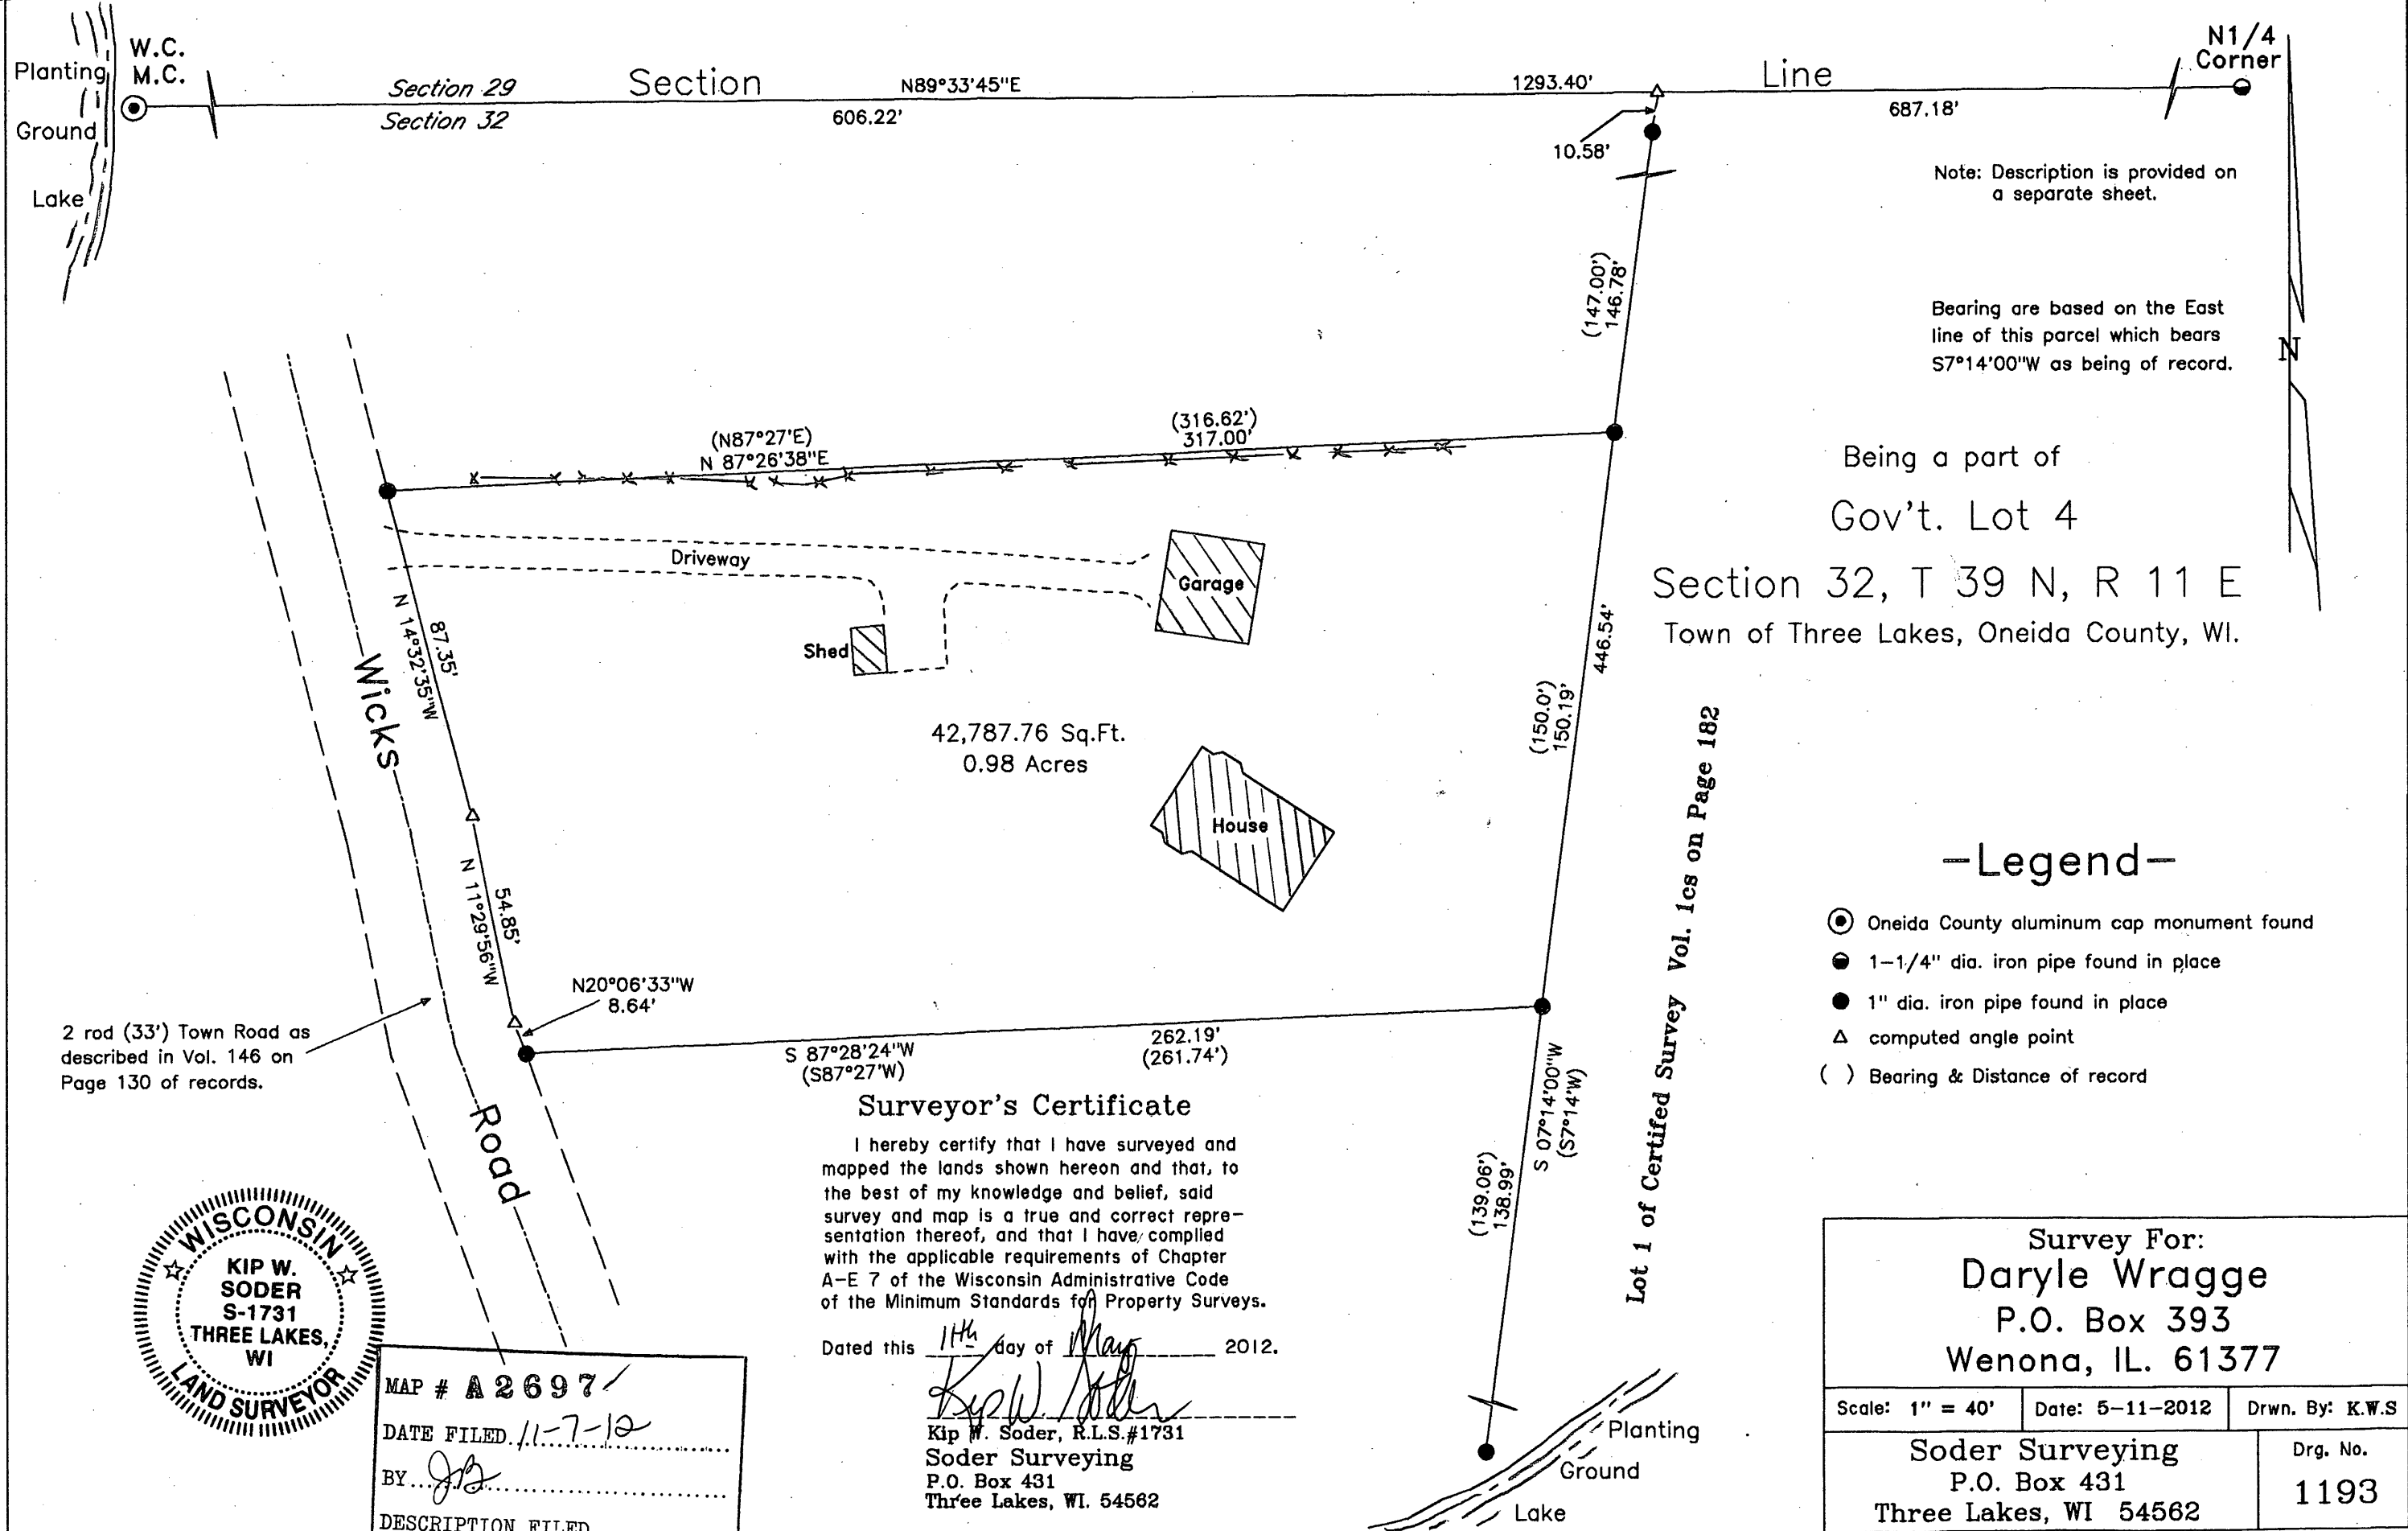 W.C.
M.C.
Planting
Ground
Lake
Section 29
Section 32
Section
N89°33'45"E
606.22'
1293.40'
Line
687.18'
N1/4
Corner
10.58'
Note: Description is provided on
a separate sheet.
(147.00')
146.78'
Bearing are based on the East
line of this parcel which bears
S7°14'00"W as being of record.
N
(N87°27'E)
N 87°26'38"E
(316.62')
317.00'
Being a part of
Gov't. Lot 4
Section 32, T 39 N, R 11 E
Town of Three Lakes, Oneida County, WI.
Driveway
Garage
Shed
87.35'
N 14°32'35"W
446.54'
(150.0')
150.19'
Wicks
42,787.76 Sq.Ft.
0.98 Acres
House
Lot 1 of Certifed Survey Vol. 1cs on Page 182
54.85'
N 11°29'56"W
N20°06'33"W
8.64'
2 rod (33') Town Road as
described in Vol. 146 on
Page 130 of records.
S 87°28'24"W
(S87°27'W)
262.19'
(261.74')
Road
S 07°14'00"W
(S7°14'W)
(139.06')
138.99'
-Legend-
Oneida County aluminum cap monument found
1-1/4" dia. iron pipe found in place
1" dia. iron pipe found in place
computed angle point
( ) Bearing & Distance of record
Surveyor's Certificate
I hereby certify that I have surveyed and
mapped the lands shown hereon and that, to
the best of my knowledge and belief, said
survey and map is a true and correct repre-
sentation thereof, and that I have complied
with the applicable requirements of Chapter
A-E 7 of the Wisconsin Administrative Code
of the Minimum Standards for Property Surveys.
Dated this 11th day of May 2012.
Kip W. Soder
Kip W. Soder, R.L.S.#1731
Soder Surveying
P.O. Box 431
Three Lakes, WI. 54562
WISCONSIN
KIP W.
SODER
S-1731
THREE LAKES,
WI
LAND SURVEYOR
MAP # A2697
DATE FILED 11-7-12
BY JB
DESCRIPTION FILED
Planting
Ground
Lake
Survey For:
Daryle Wragge
P.O. Box 393
Wenona, IL. 61377
Scale: 1" = 40'
Date: 5-11-2012
Drwn. By: K.W.S
Soder Surveying
P.O. Box 431
Three Lakes, WI 54562
Drg. No.
1193